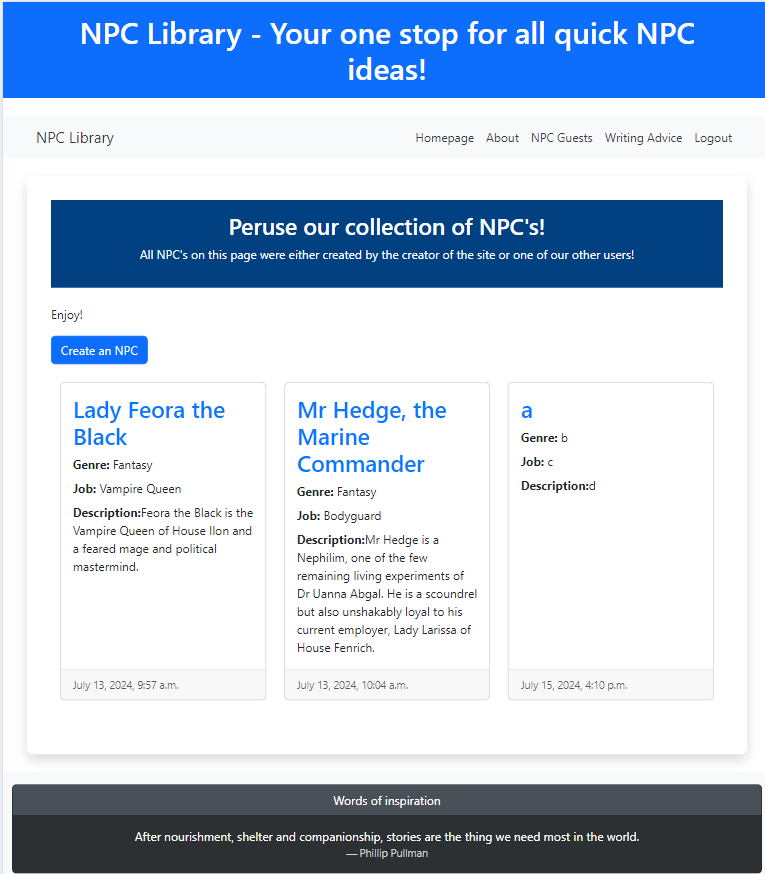 NPC Library - Your one stop for all quick NPC
ideas!
NPC Library
Homepage About NPC Guests Writing Advice Logout
Peruse our collection of NPC's!
All NPC's on this page were either created by the creator of the site or one of our other users!
Enjoy!
Create an NPC
Lady Feora the
Black
Genre: Fantasy
Job: Vampire Queen
Description:Feora the Black is the
Vampire Queen of House Ilon and
a feared mage and political
mastermind.
July 13, 2024, 9:57 a.m.
Mr Hedge, the
Marine
Commander
Genre: Fantasy
Job: Bodyguard
Description:Mr Hedge is a
Nephilim, one of the few
remaining living experiments of
Dr Uanna Abgal. He is a scoundrel
but also unshakably loyal to his
current employer, Lady Larissa of
House Fenrich.
July 13, 2024, 10:04 a.m.
a
Genre: b
Job: c
Description:d
July 15, 2024, 4:10 p.m.
Words of inspiration
After nourishment, shelter and companionship, stories are the thing we need most in the world.
— Phillip Pullman